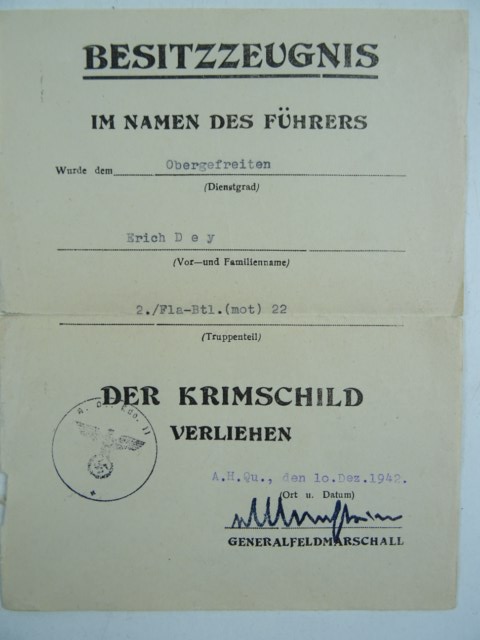 BESITZZEUGNIS
IM NAMEN DES FÜHRERS
Wurde dem Obergefreiten
(Dienstgrad)
Erich D e y
(Vor—und Familienname)
2./Fla-Btl.(mot) 22
(Truppenteil)
DER KRIMSCHILD
VERLIEHEN
A.H.Qu., den 1o.Dez.1942.
(Ort u. Datum)
GENERALFELDMARSCHALL